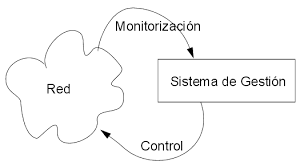 Monitorización
Red
Sistema de Gestión
Control